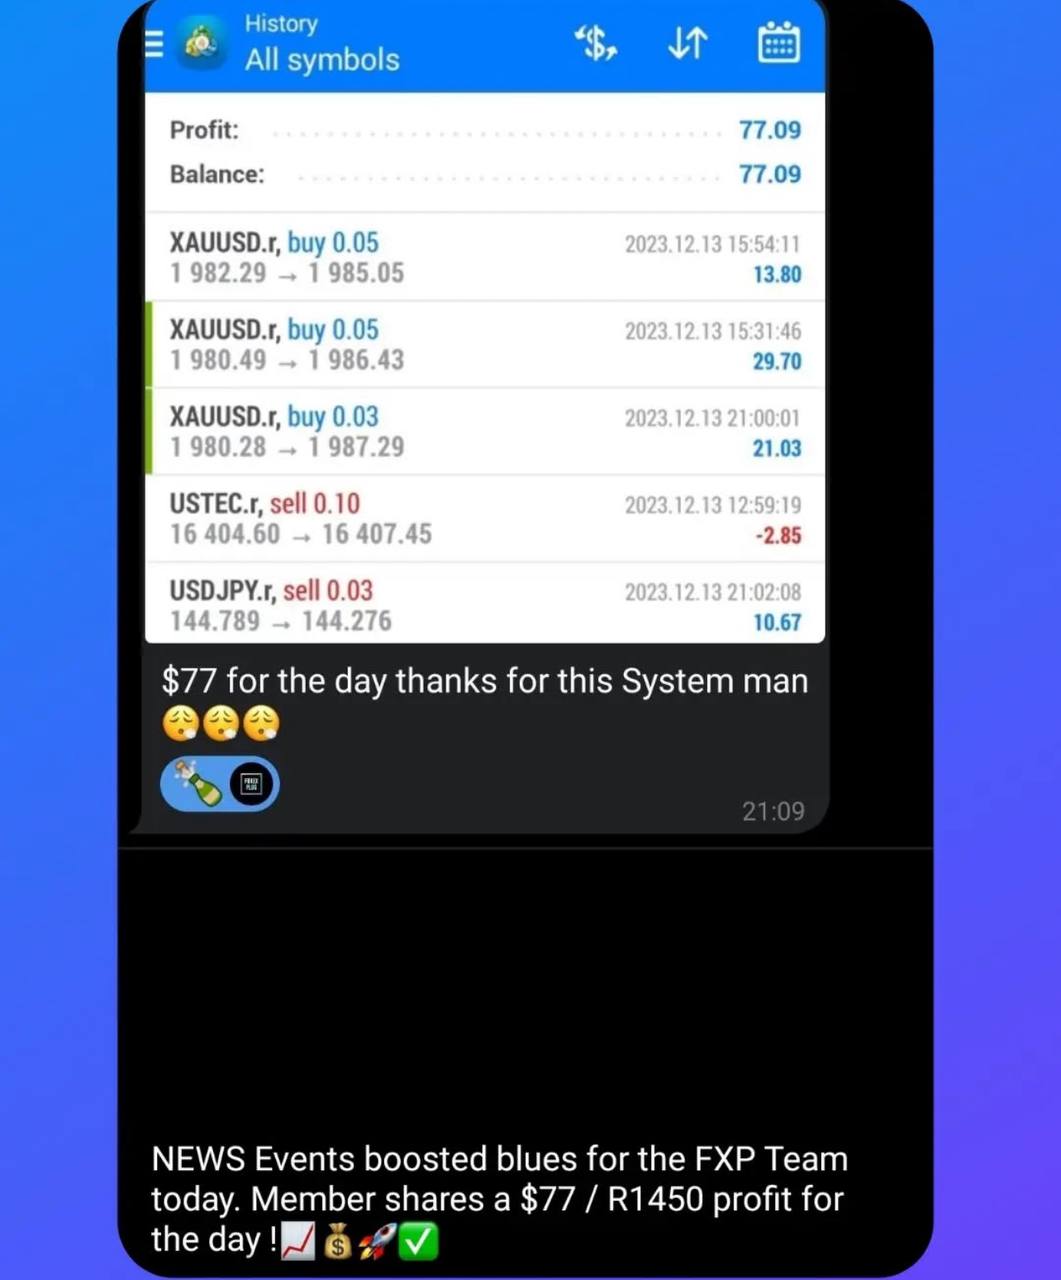 History
All symbols
Profit: 77.09
Balance: 77.09
XAUUSD.r, buy 0.05 2023.12.13 15:54:11
1 982.29 → 1 985.05 13.80
XAUUSD.r, buy 0.05 2023.12.13 15:31:46
1 980.49 → 1 986.43 29.70
XAUUSD.r, buy 0.03 2023.12.13 21:00:01
1 980.28 → 1 987.29 21.03
USTEC.r, sell 0.10 2023.12.13 12:59:19
16 404.60 → 16 407.45 -2.85
USDJPY.r, sell 0.03 2023.12.13 21:02:08
144.789 → 144.276 10.67
$77 for the day thanks for this System man
😮‍💨😮‍💨😮‍💨
FOREX
PLUG
21:09
NEWS Events boosted blues for the FXP Team
today. Member shares a $77 / R1450 profit for
the day !📈💰🚀✅